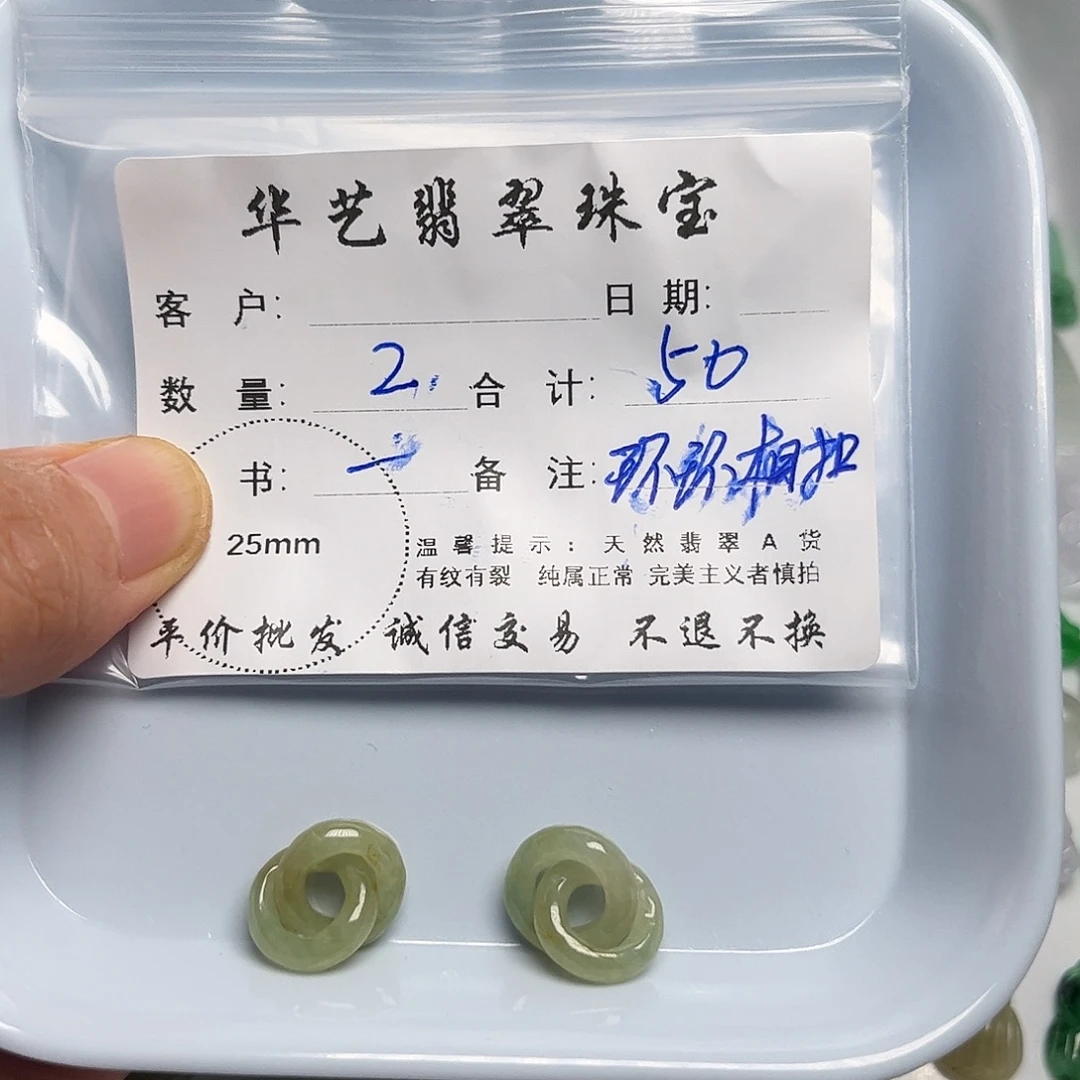 华艺翡翠珠宝
客 户: 日 期:
数 量: 2 合 计: 50
书: 一 备 注: 环环相扣
25mm
温馨提示: 天然翡翠A货
有纹有裂 纯属正常 完美主义者慎拍
平价批发 诚信交易 不退不换